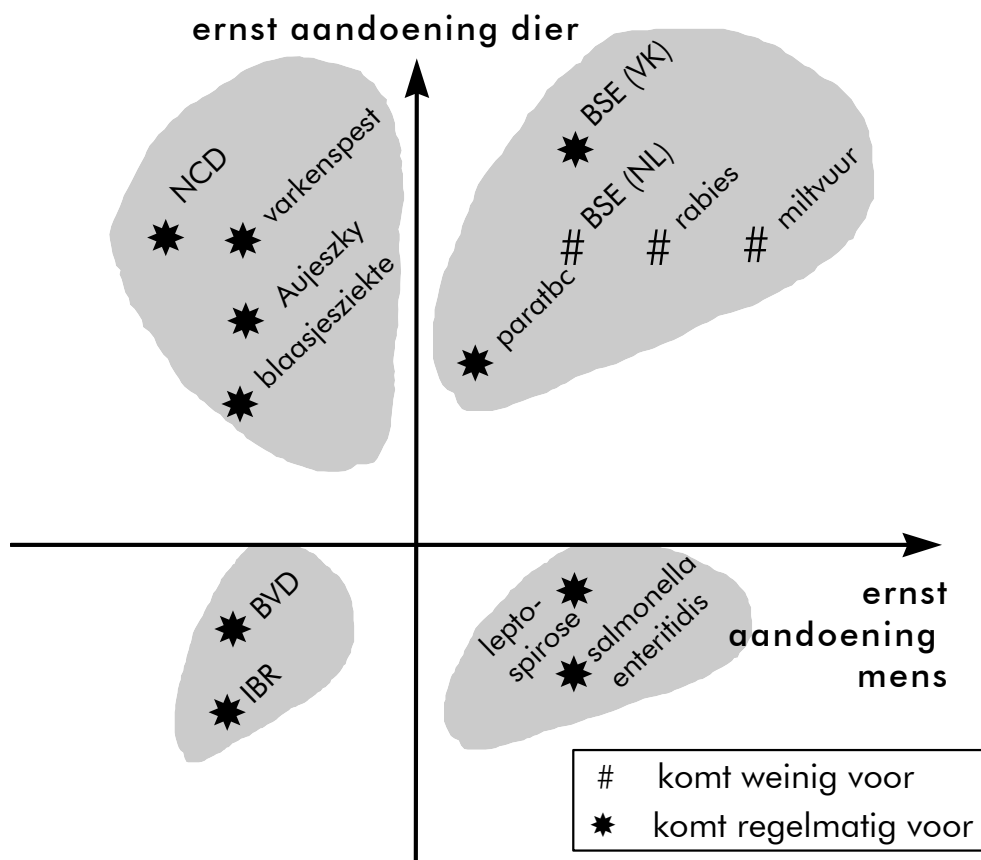 ernst aandoening dier
NCD
varkenspest
Aujeszky
blaasjesziekte
BSE (VK)
BSE (NL)
rabies
miltvuur
paratbc
BVD
IBR
lepto-
spirose
salmonella
enteritidis
ernst
aandoening
mens
# komt weinig voor
komt regelmatig voor